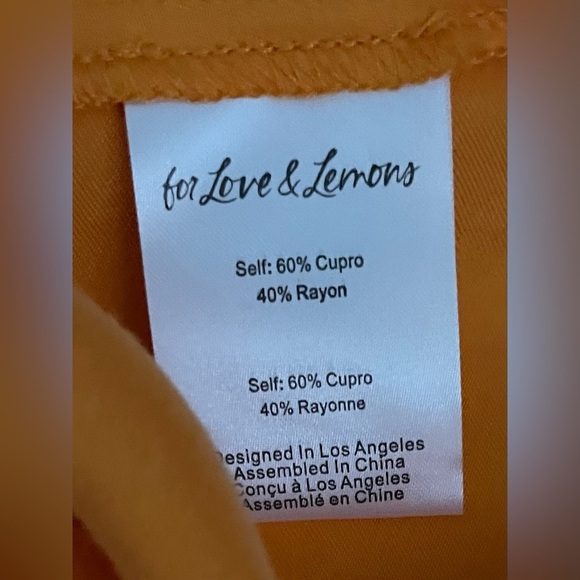 for Love & Lemons
Self: 60% Cupro
40% Rayon
Self: 60% Cupro
40% Rayonne
Designed In Los Angeles
Assembled In China
Conçu à Los Angeles
Assemblé en Chine